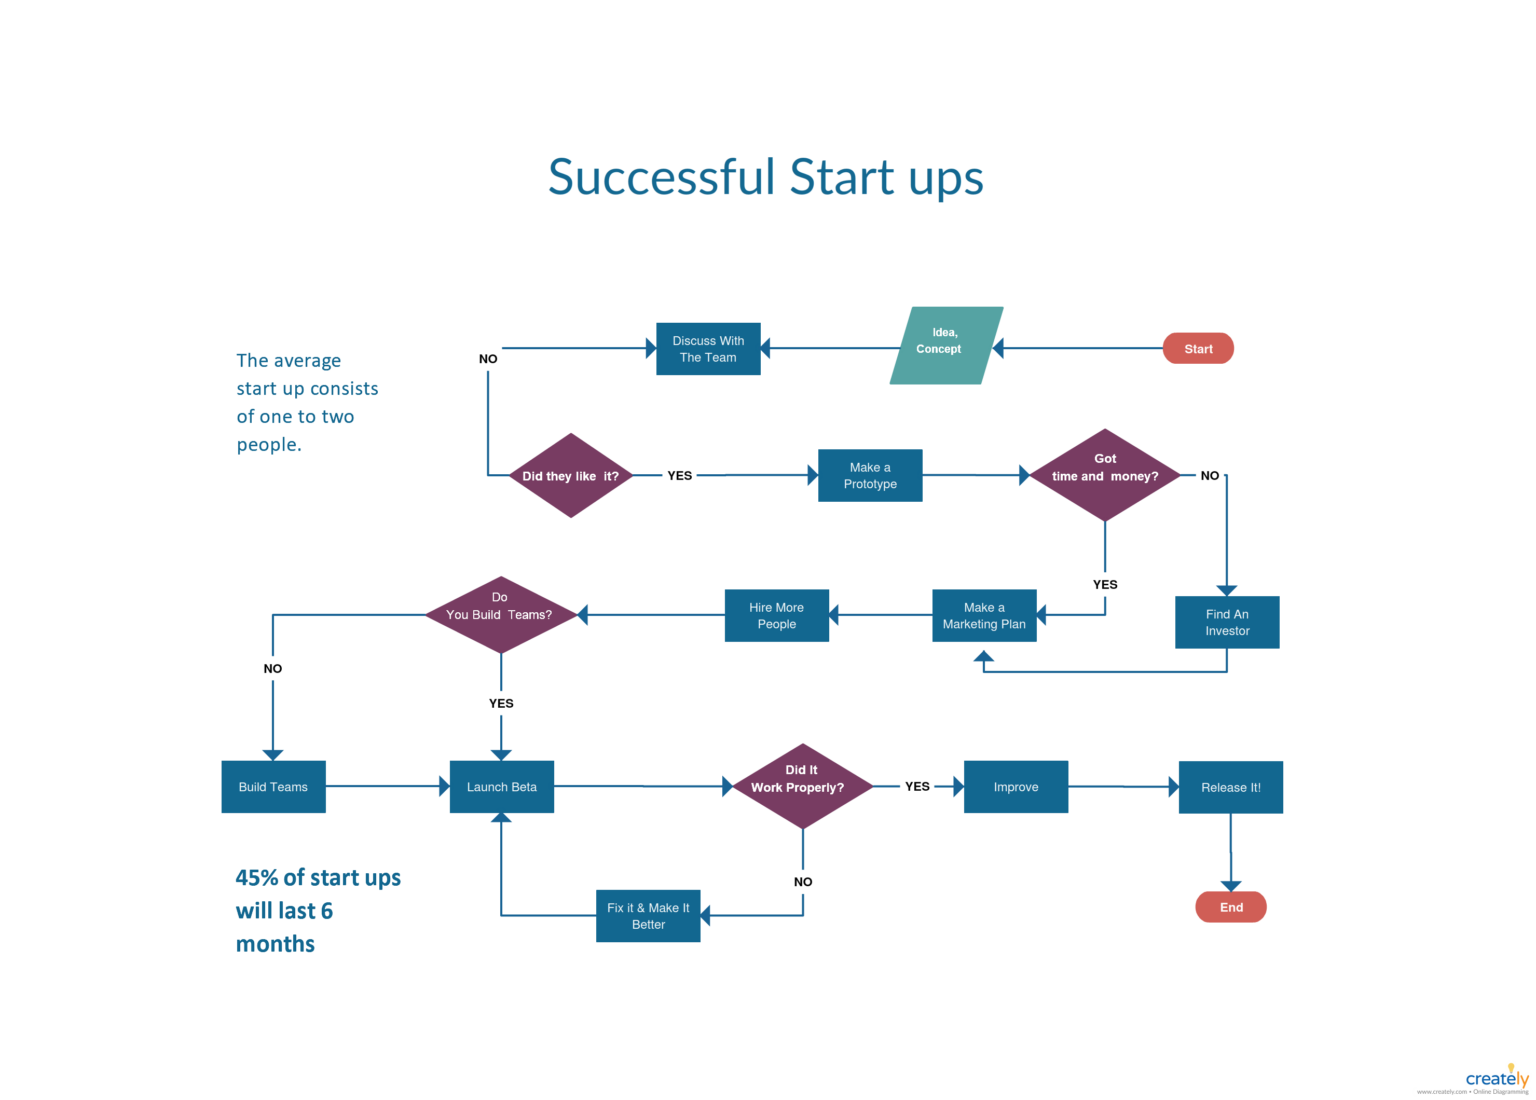 Successful Start ups
The average
start up consists
of one to two
people.
NO
Discuss With
The Team
Idea,
Concept
Start
Did they like it?
YES
Make a
Prototype
Got
time and money?
NO
YES
Find An
Investor
Make a
Marketing Plan
Hire More
People
Do
You Build Teams?
NO
YES
Build Teams
Launch Beta
Did It
Work Properly?
YES
Improve
Release It!
NO
Fix it & Make It
Better
End
45% of start ups
will last 6
months
creately
www.creately.com • Online Diagramming